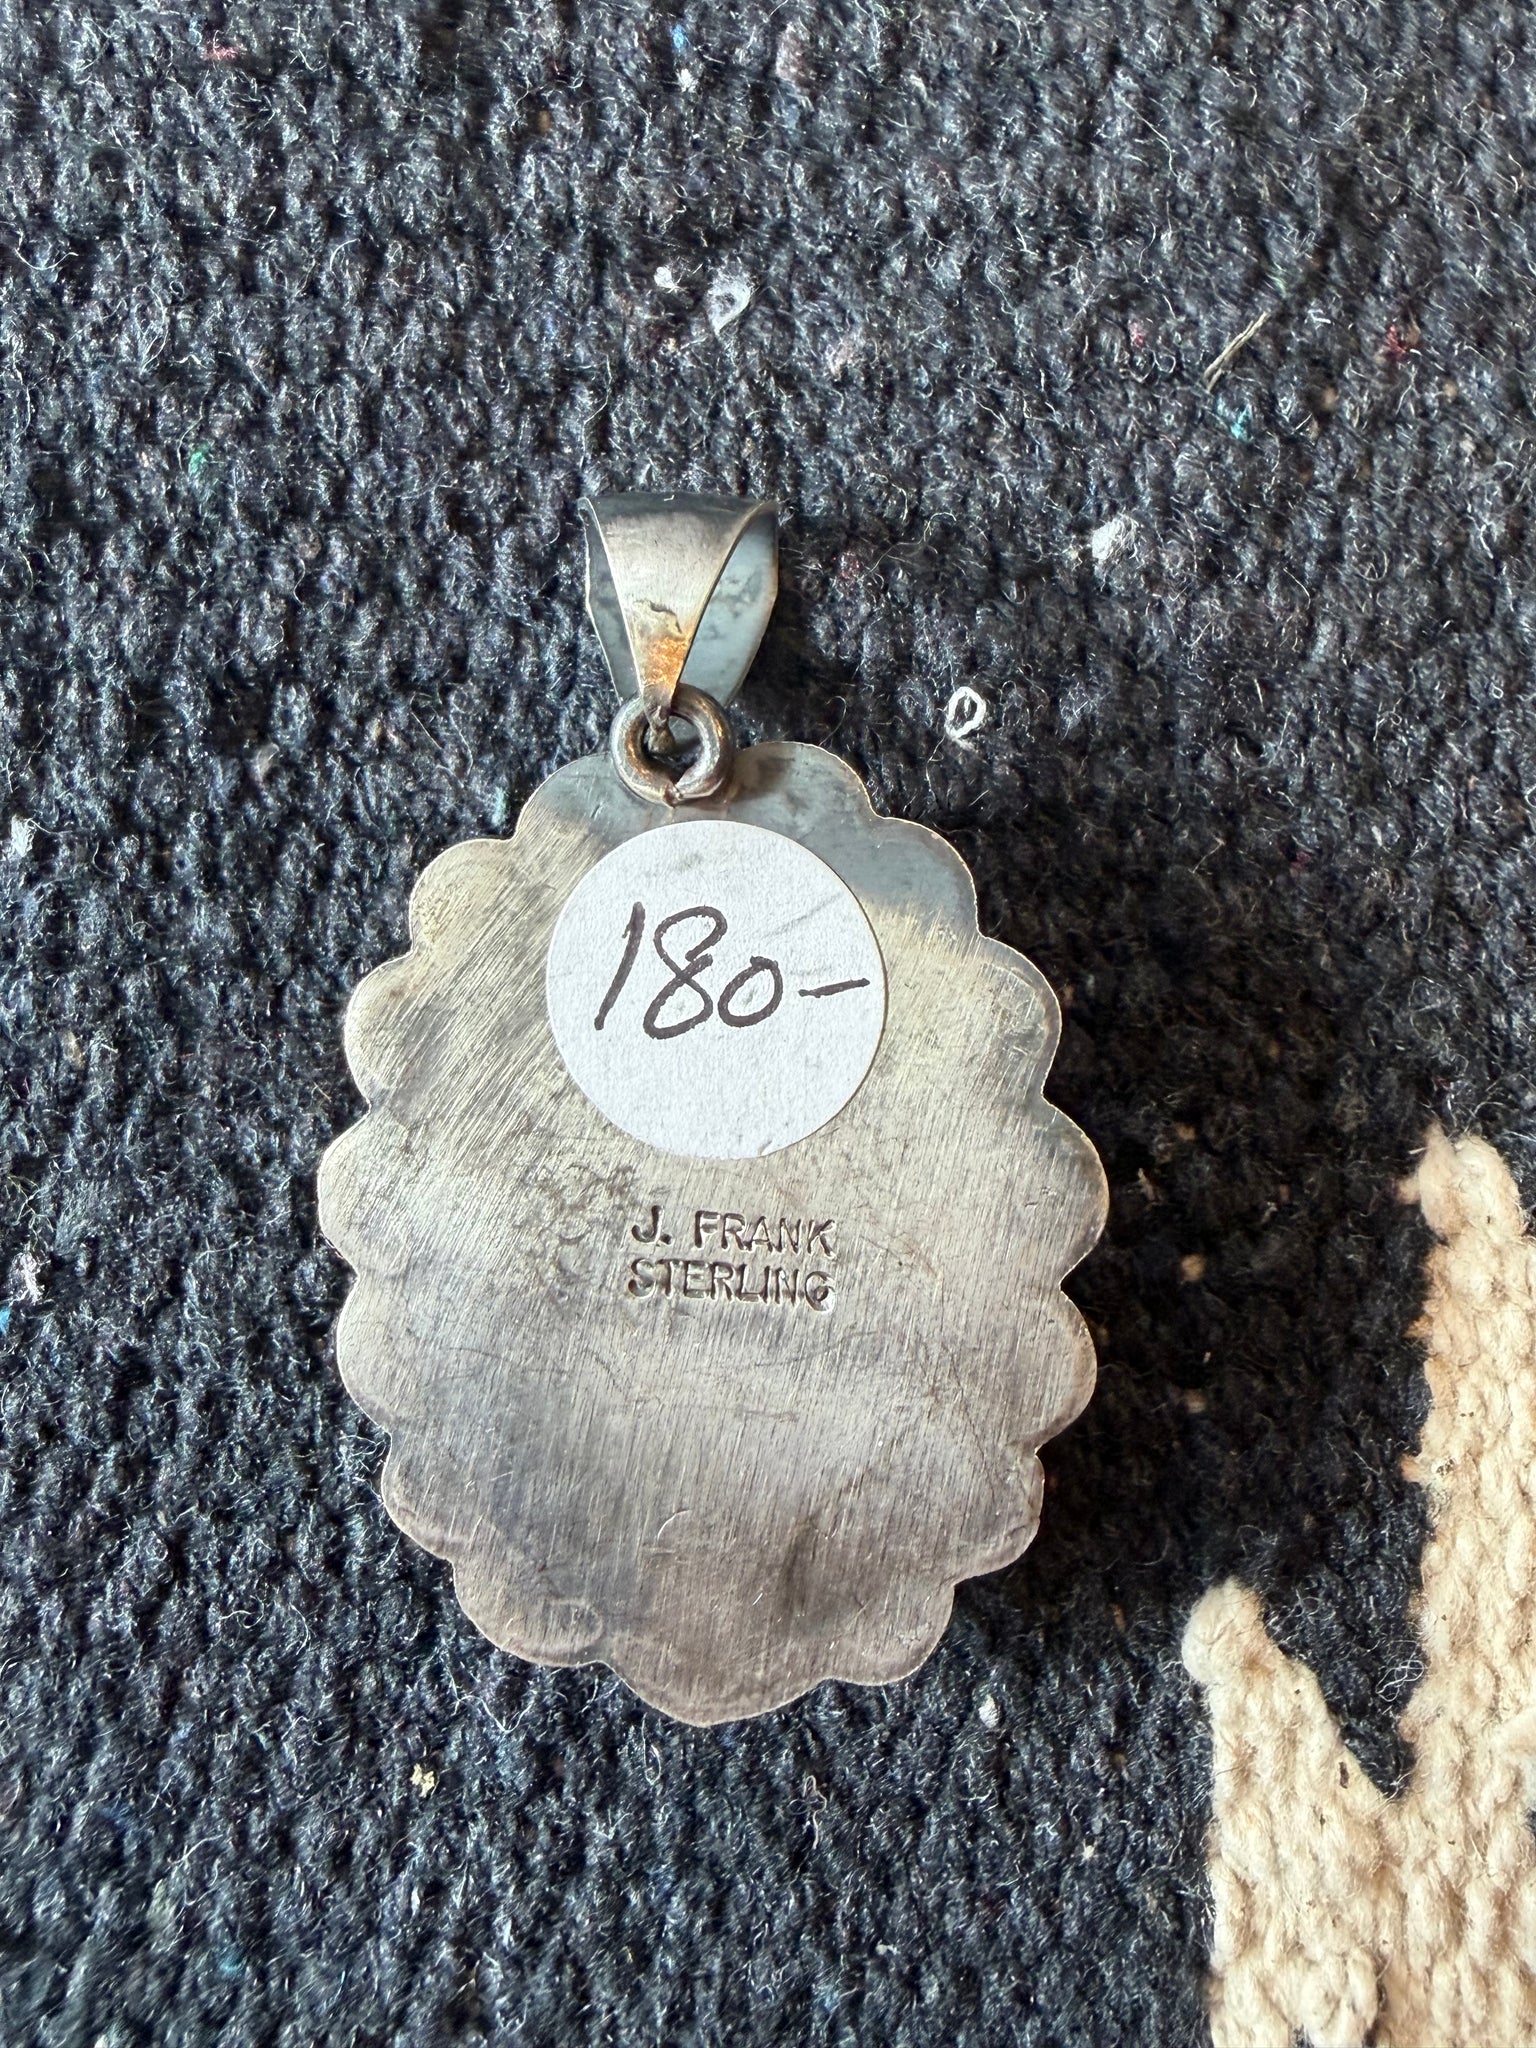 180-
J. FRANK
STERLING